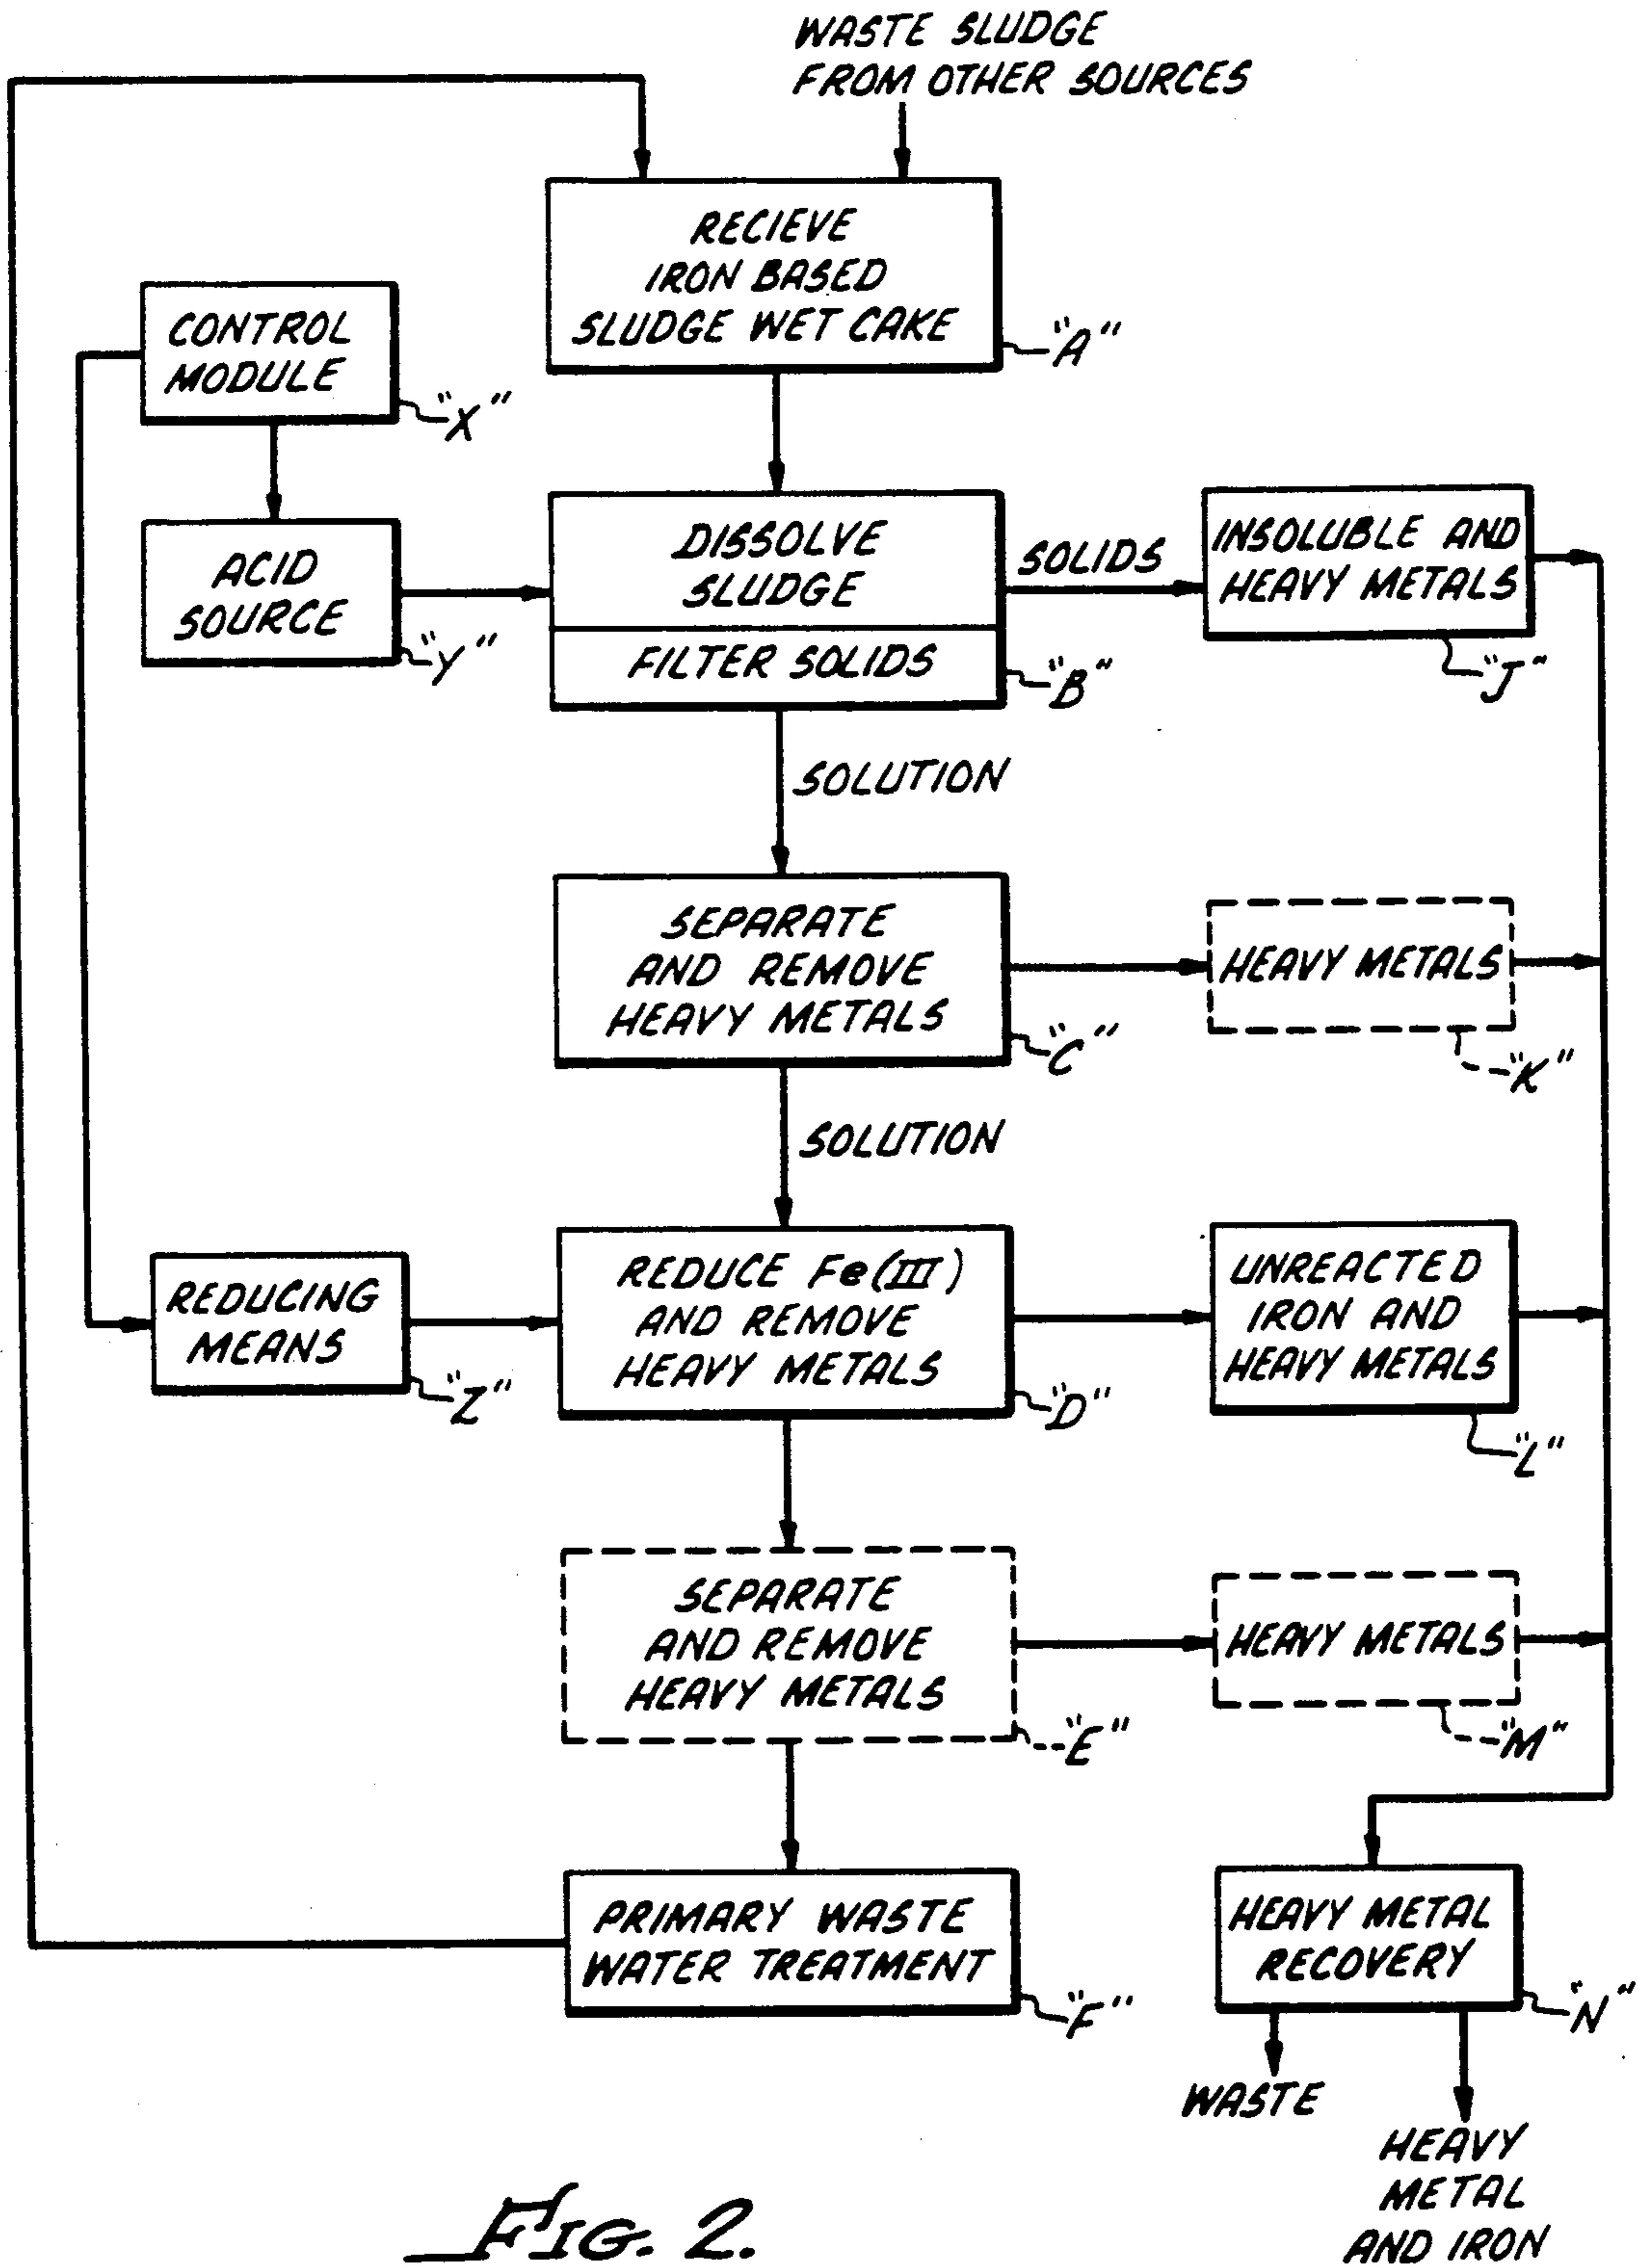 WASTE SLUDGE
FROM OTHER SOURCES
RECIEVE
IRON BASED
SLUDGE WET CAKE
"A"
CONTROL
MODULE
"X"
ACID
SOURCE
"Y"
DISSOLVE
SLUDGE
FILTER SOLIDS
"B"
SOLIDS
INSOLUBLE AND
HEAVY METALS
"J"
SOLUTION
SEPARATE
AND REMOVE
HEAVY METALS
"C"
HEAVY METALS
"K"
SOLUTION
REDUCING
MEANS
"Z"
REDUCE Fe(III)
AND REMOVE
HEAVY METALS
"D"
UNREACTED
IRON AND
HEAVY METALS
"L"
SEPARATE
AND REMOVE
HEAVY METALS
"E"
HEAVY METALS
"M"
PRIMARY WASTE
WATER TREATMENT
"F"
HEAVY METAL
RECOVERY
"N"
WASTE
HEAVY
METAL
AND IRON
FIG. 2.